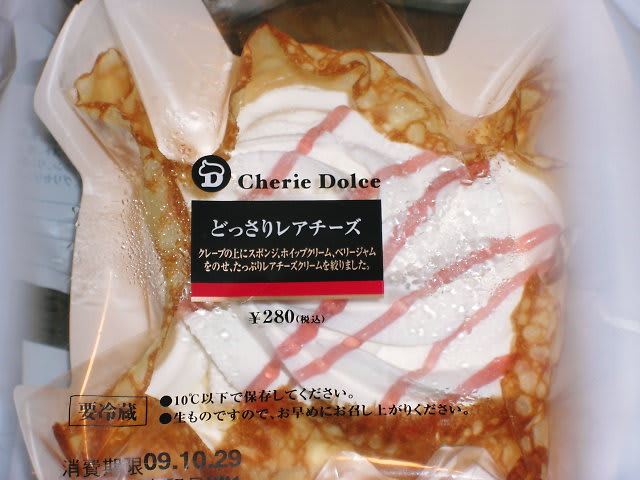 D
Cherie Dolce
どっさりレアチーズ
クレープの上にスポンジ、ホイップクリーム、ベリージャム
をのせ、たっぷりレアチーズクリームを絞りました。
¥280(税込)
要冷蔵
●10℃以下で保存してください。
●生ものですので、お早めにお召し上がりください。
消費期限09.10.29